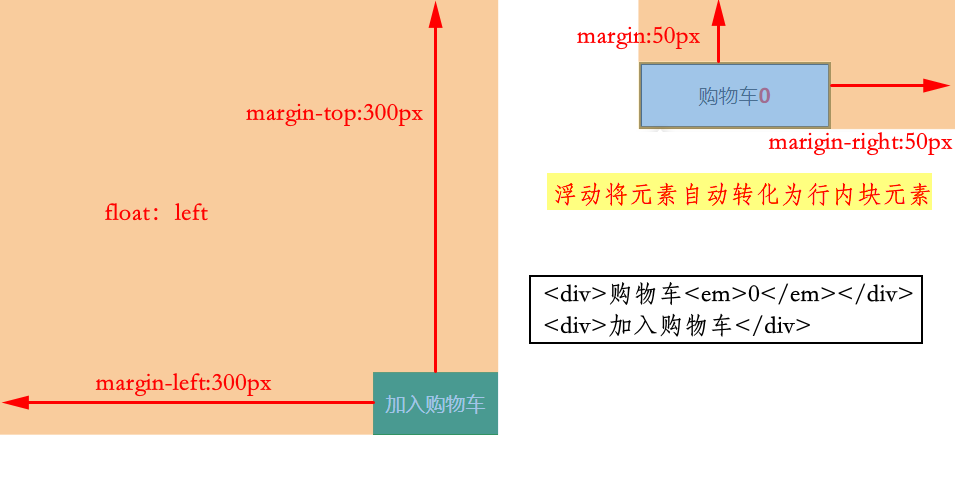 margin-top:300px
float：left
margin-left:300px
加入购物车
margin:50px
购物车0
marigin-right:50px
浮动将元素自动转化为行内块元素
<div>购物车<em>0</em></div>
<div>加入购物车</div>